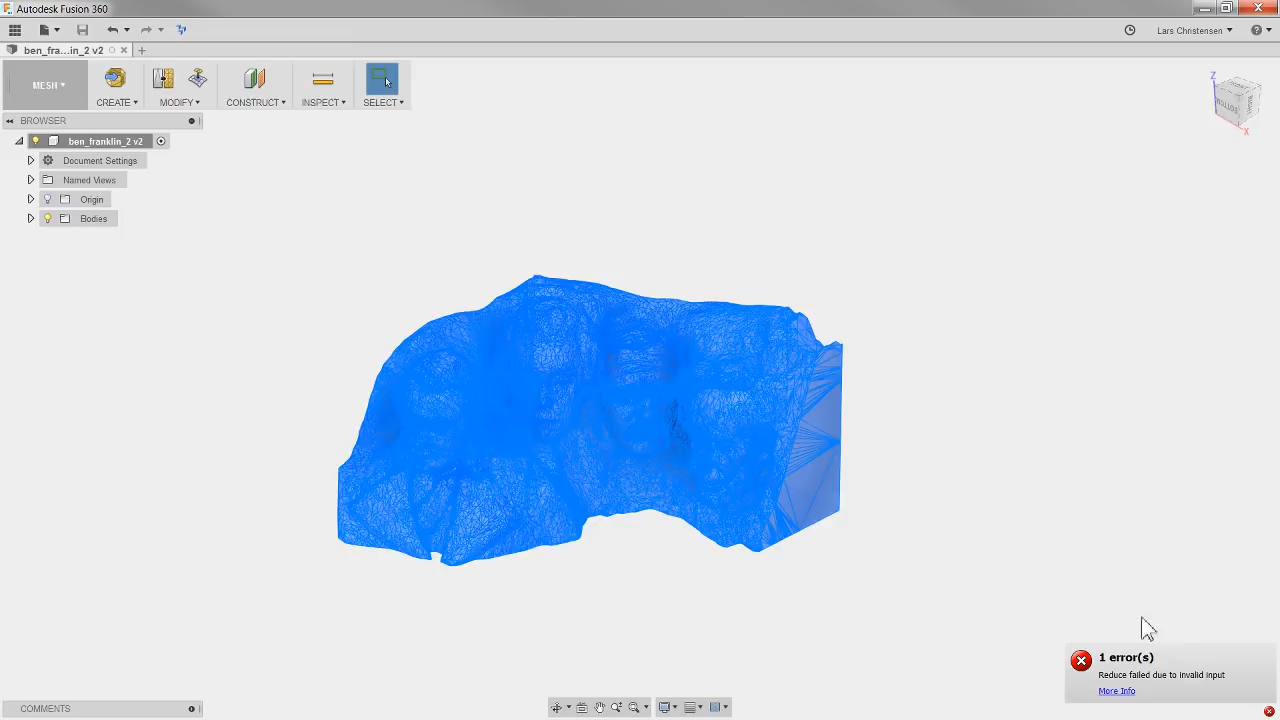 Autodesk Fusion 360
Lars Christensen
ben_fra...in_2 v2
MESH
CREATE
MODIFY
CONSTRUCT
INSPECT
SELECT
BROWSER
ben_franklin_2 v2
Document Settings
Named Views
Origin
Bodies
Z
BOTTOM
X
1 error(s)
Reduce failed due to invalid input
More Info
COMMENTS